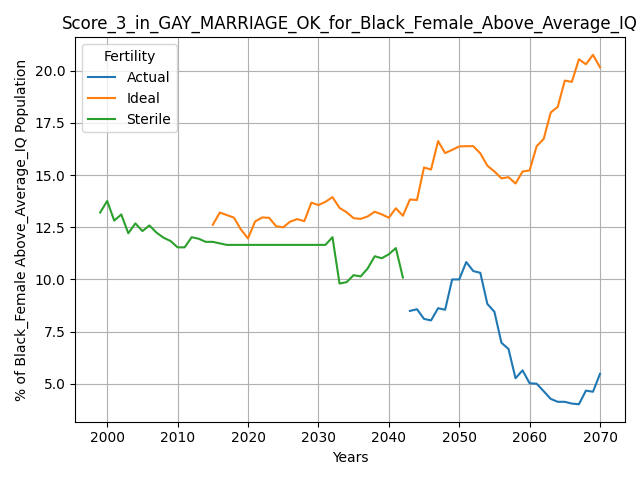 Score_3_in_GAY_MARRIAGE_OK_for_Black_Female_Above_Average_IQ
Fertility
Actual
Ideal
Sterile
% of Black_Female Above_Average_IQ Population
20.0
17.5
15.0
12.5
10.0
7.5
5.0
2000 2010 2020 2030 2040 2050 2060 2070
Years